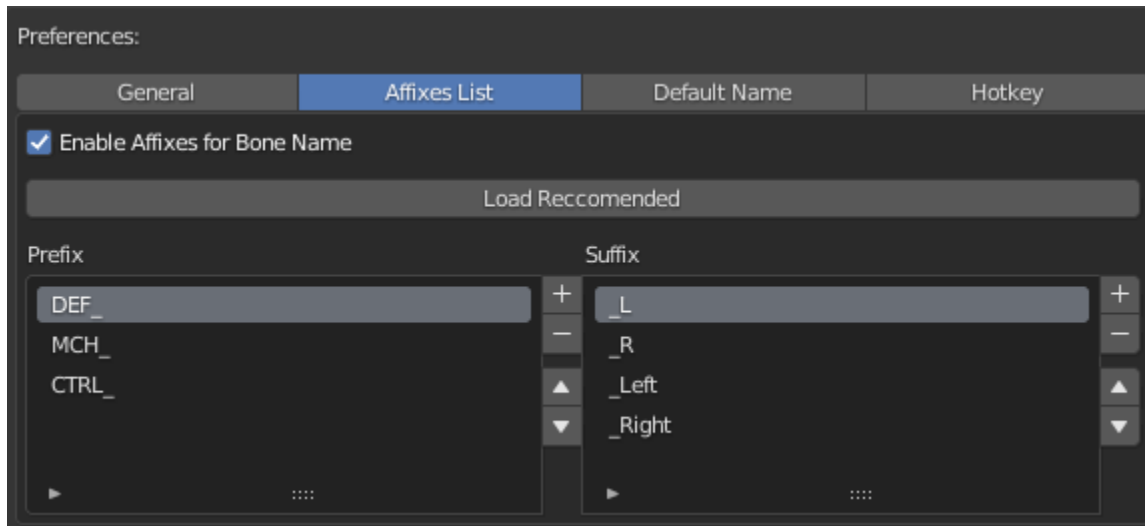 Preferences:
General Affixes List Default Name Hotkey
Enable Affixes for Bone Name
Load Reccomended
Prefix Suffix
DEF_ _L
MCH_ _R
CTRL_ _Left
_Right